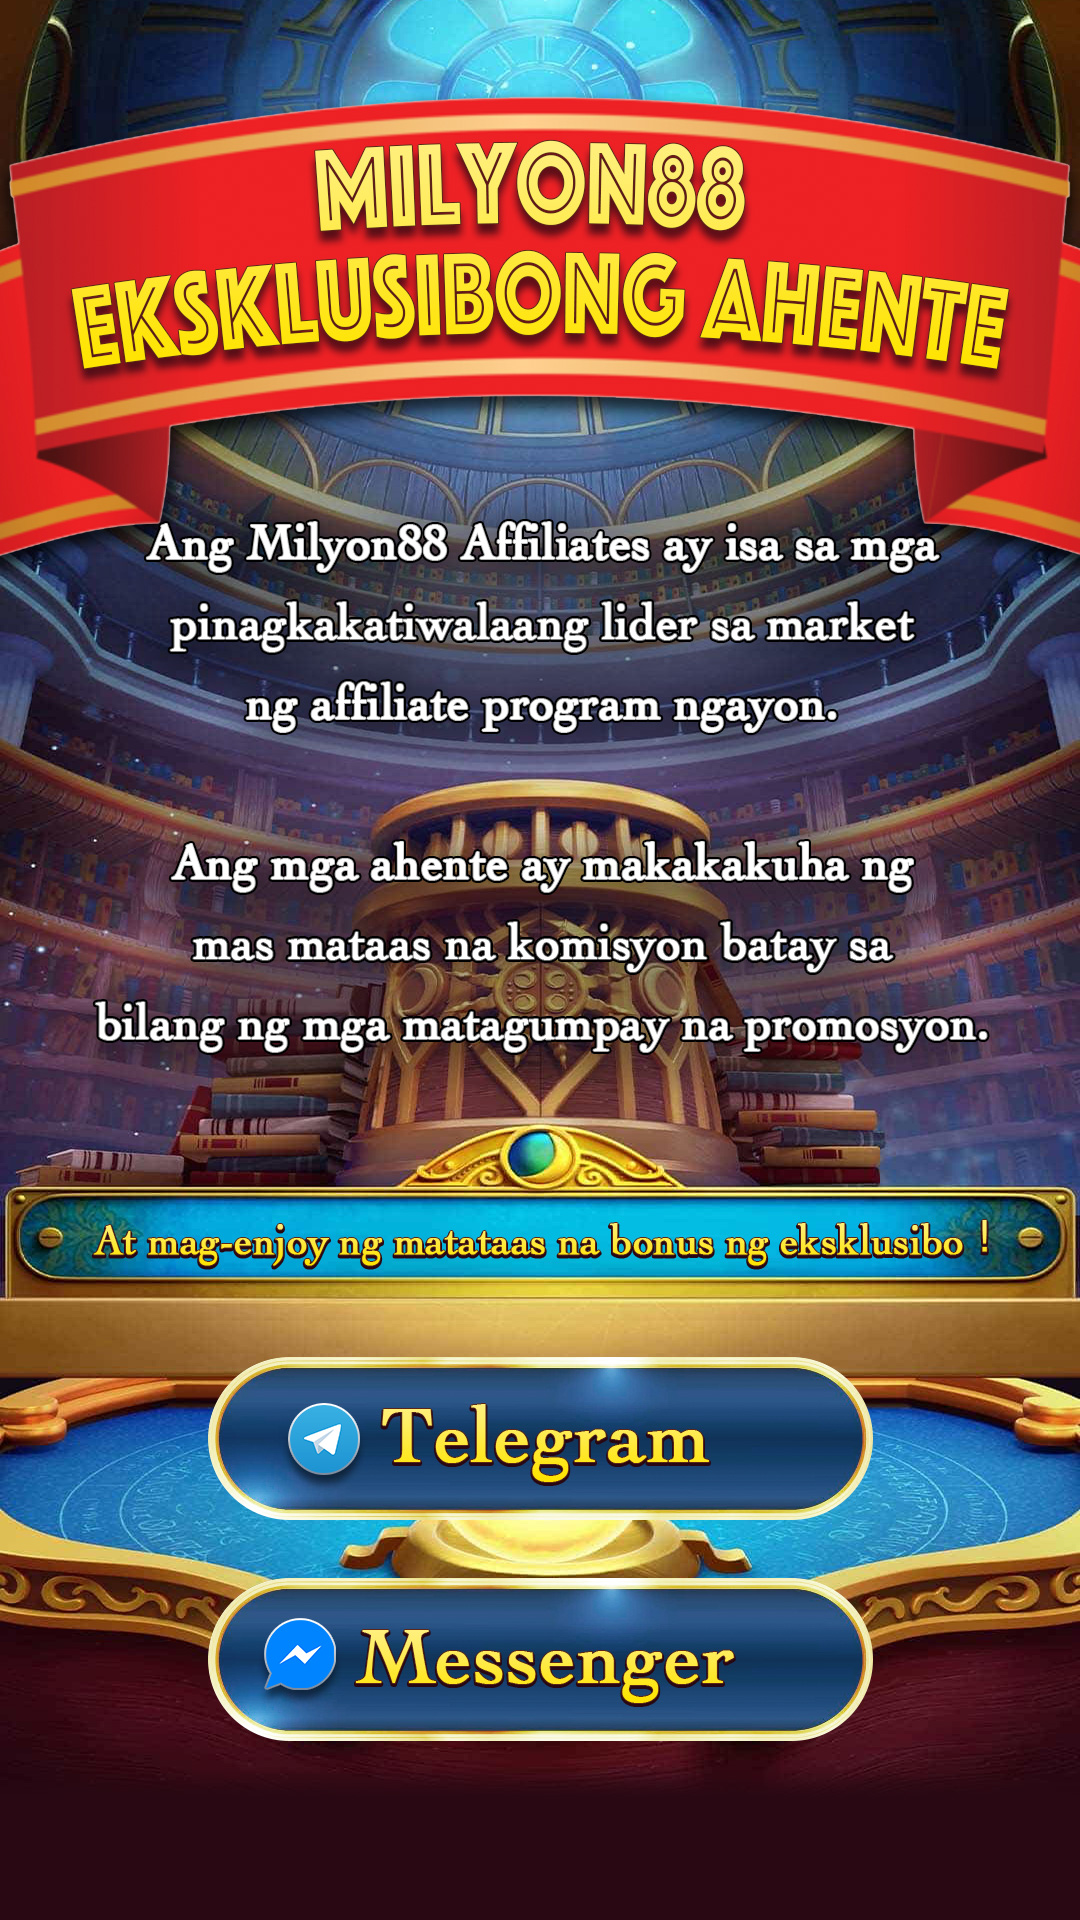 MILYON88
EKSKLUSIBONG AHENTE
Ang Milyon88 Affiliates ay isa sa mga
pinagkakatiwalaang lider sa market
ng affiliate program ngayon.
Ang mga ahente ay makakakuha ng
mas mataas na komisyon batay sa
bilang ng mga matagumpay na promosyon.
At mag-enjoy ng matataas na bonus ng eksklusibo !
Telegram
Messenger